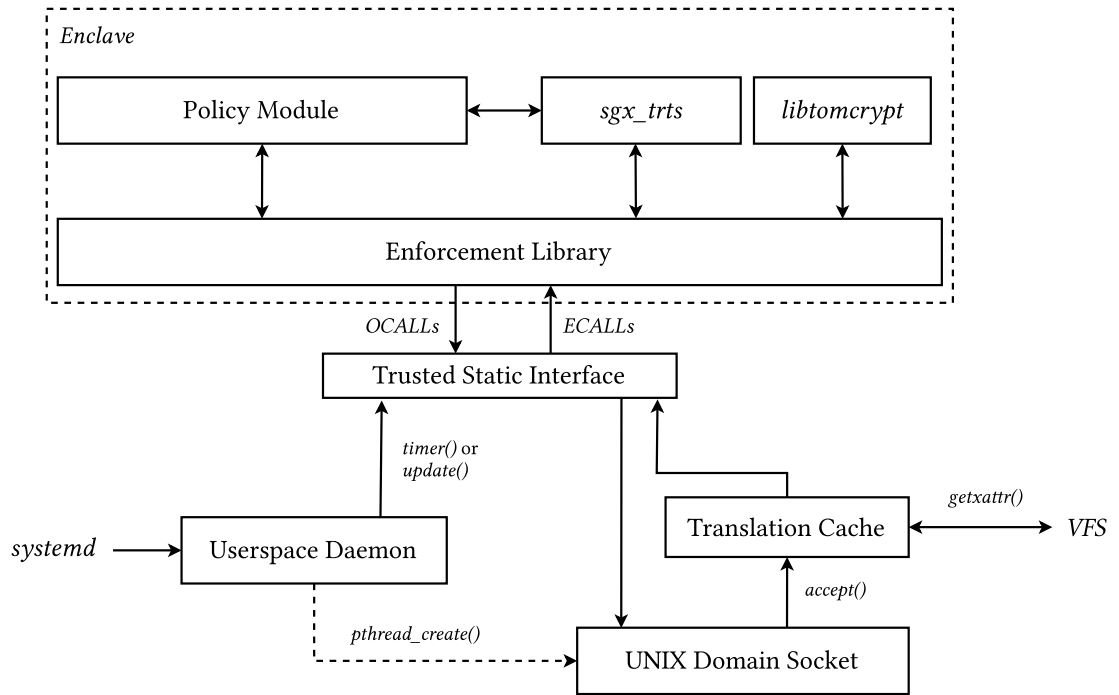 Enclave
Policy Module
sgx_trts
libtomcrypt
Enforcement Library
OCALLs
ECALLs
Trusted Static Interface
timer() or
update()
getxattr()
systemd
Userspace Daemon
Translation Cache
VFS
accept()
pthread_create()
UNIX Domain Socket